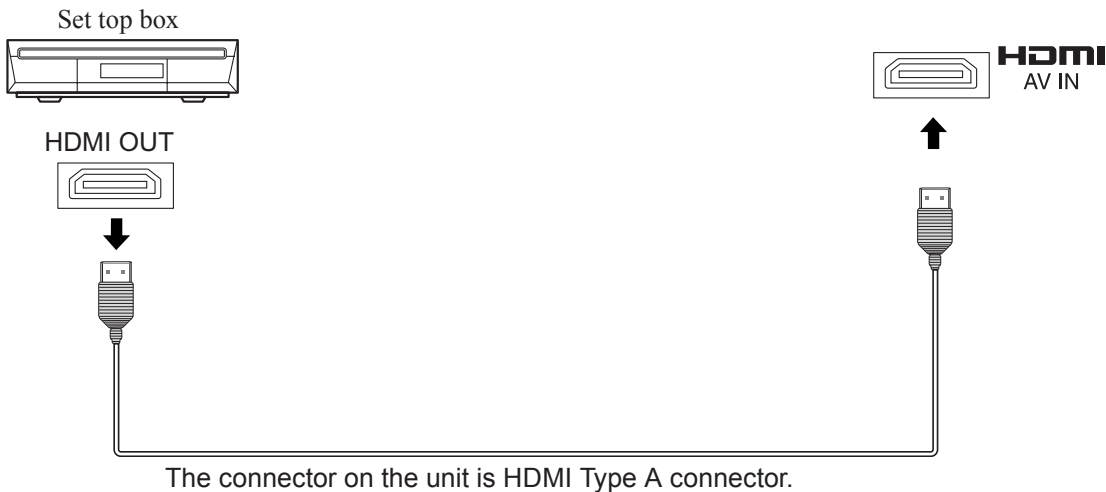 Set top box
HDMI
AV IN
HDMI OUT
The connector on the unit is HDMI Type A connector.